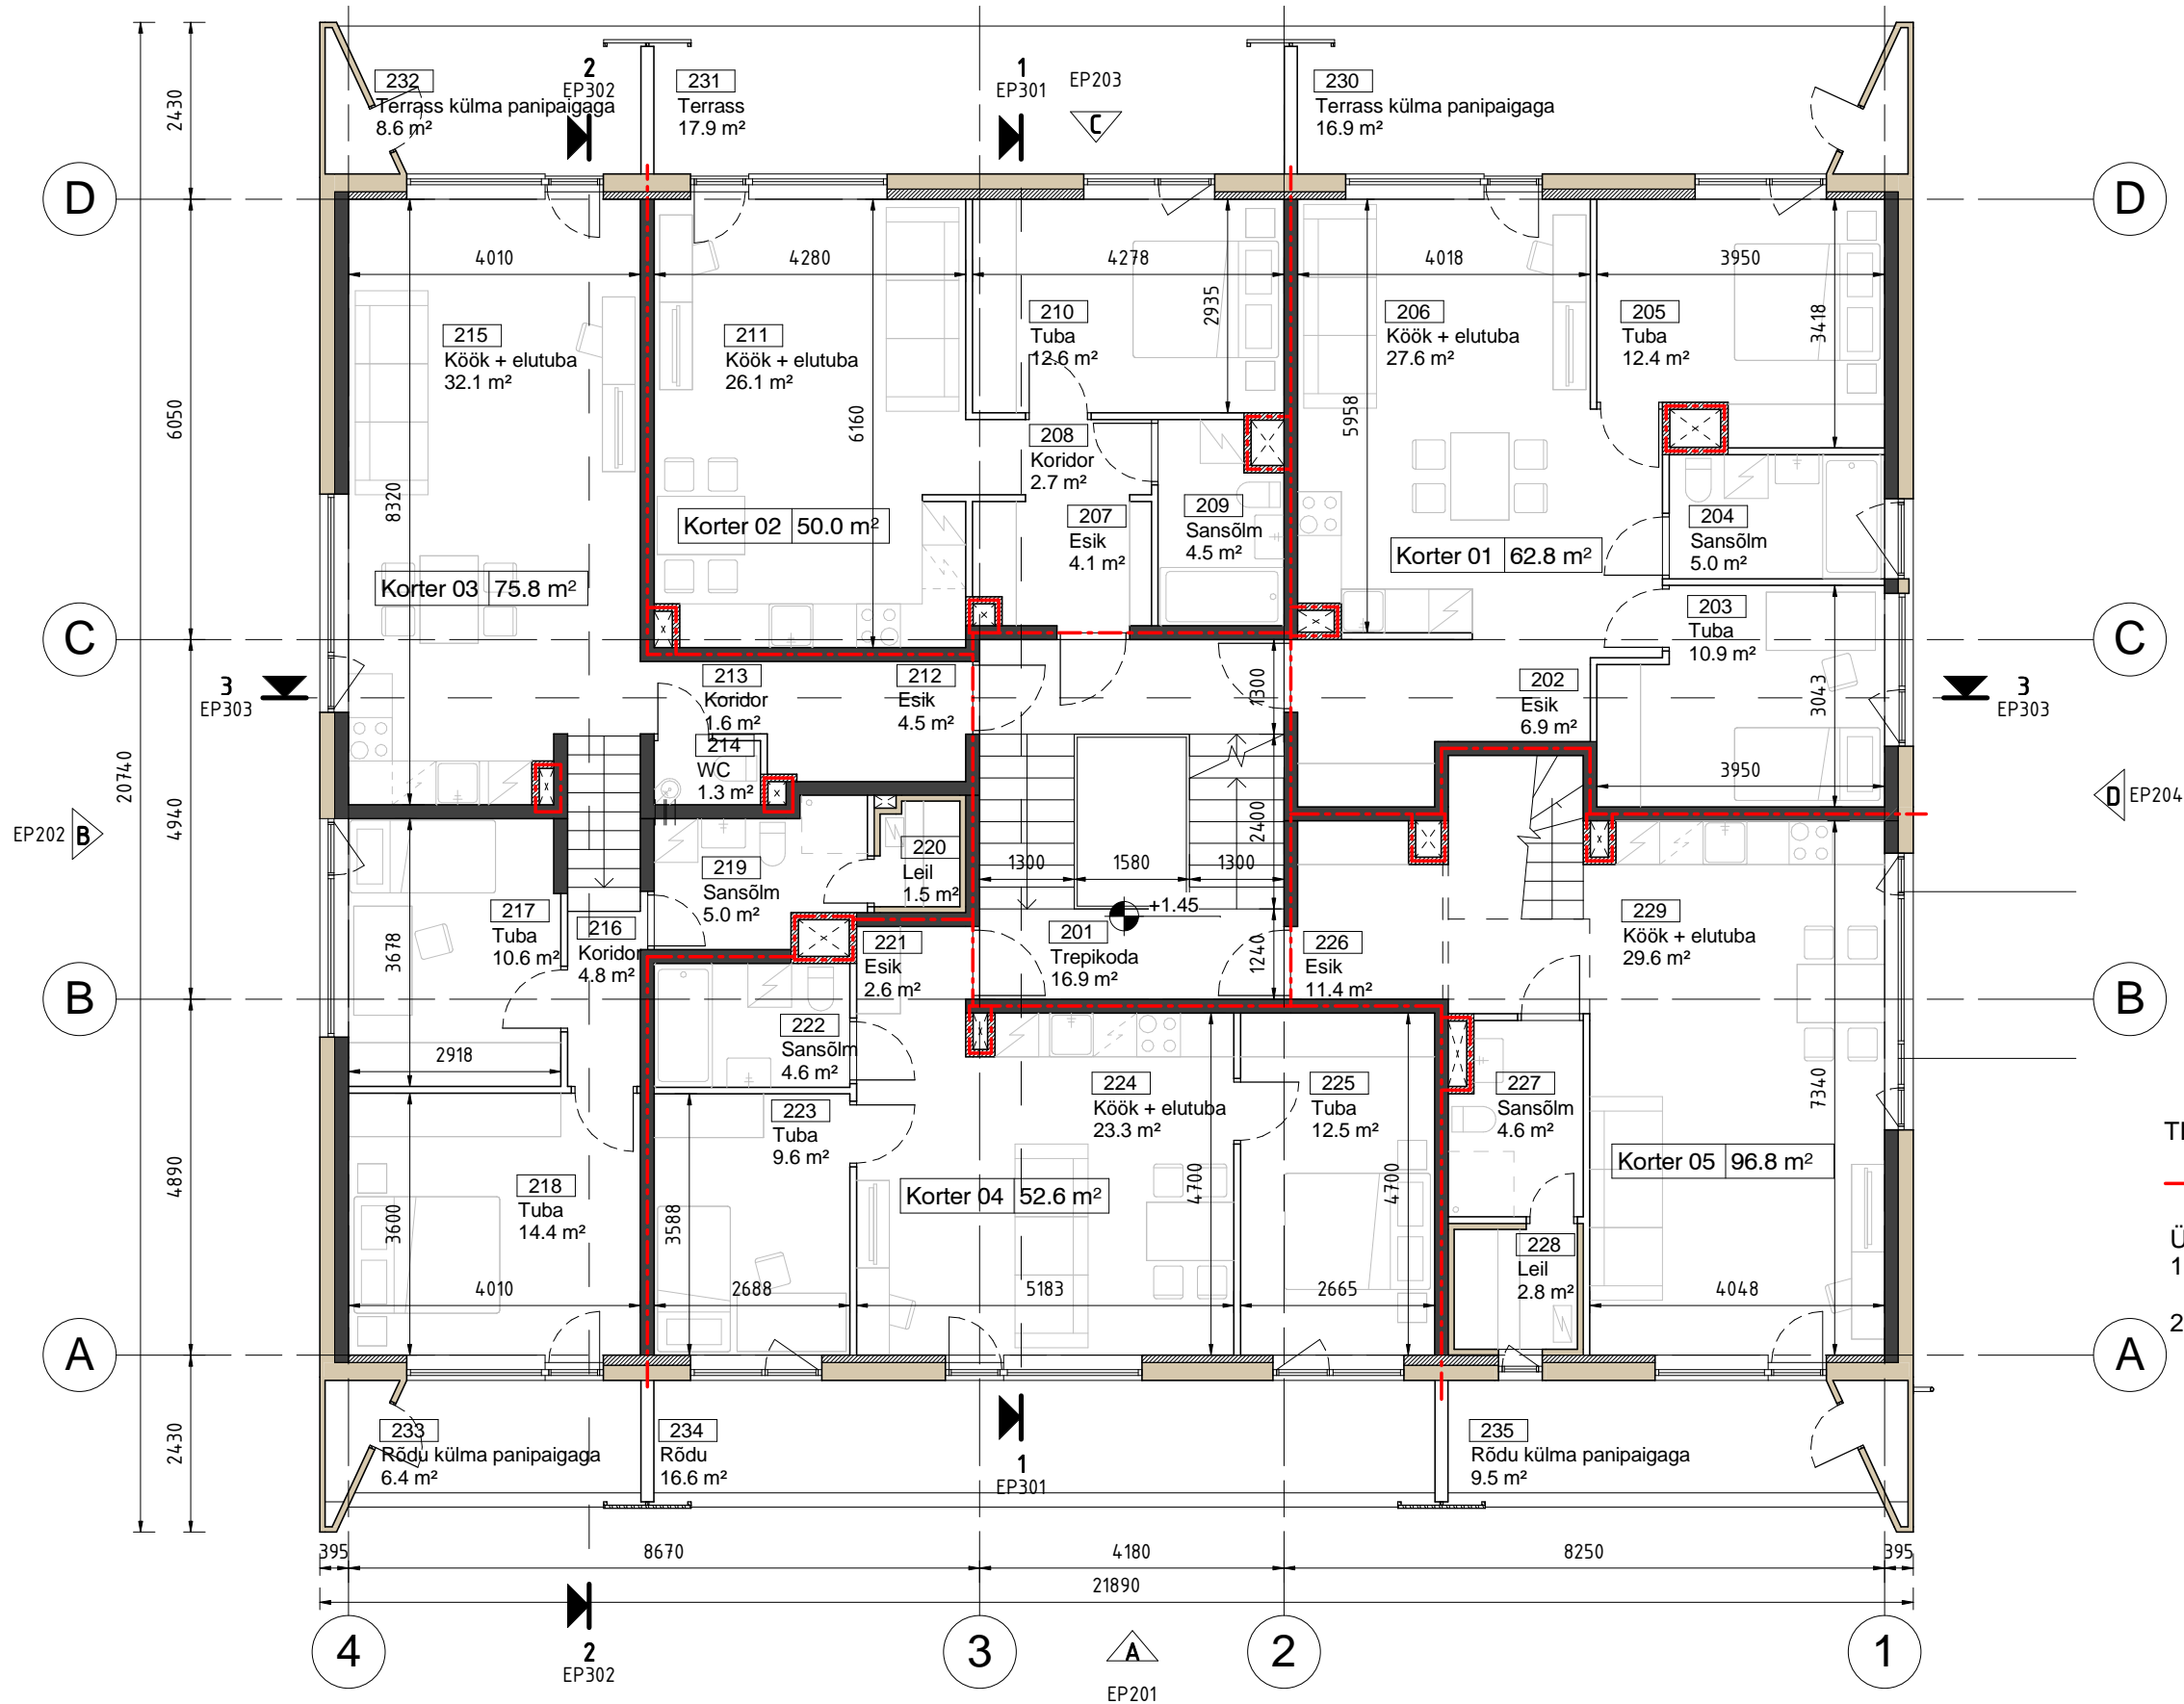 232
Terrass külma panipaigaga
8.6 m²
2
EP302
231
Terrass
17.9 m²
1
EP301
EP203
C
230
Terrass külma panipaigaga
16.9 m²
2430
D
D
4010
4280
4278
4018
3950
6050
8320
6160
2935
5958
3418
215
Köök + elutuba
32.1 m²
211
Köök + elutuba
26.1 m²
210
Tuba
12.6 m²
206
Köök + elutuba
27.6 m²
205
Tuba
12.4 m²
208
Koridor
2.7 m²
207
Esik
4.1 m²
209
Sansõlm
4.5 m²
204
Sansõlm
5.0 m²
Korter 03 75.8 m²
Korter 02 50.0 m²
Korter 01 62.8 m²
203
Tuba
10.9 m²
C
C
3
EP303
213
Koridor
1.6 m²
212
Esik
4.5 m²
1300
202
Esik
6.9 m²
3043
3
EP303
214
WC
1.3 m²
3950
20740
4940
EP202 B
D EP204
2400
220
Leil
1.5 m²
219
Sansõlm
5.0 m²
1300
1580
1300
+1.45
217
Tuba
10.6 m²
216
Koridor
4.8 m²
3678
221
Esik
2.6 m²
201
Trepikoda
16.9 m²
1240
226
Esik
11.4 m²
229
Köök + elutuba
29.6 m²
B
B
2918
222
Sansõlm
4.6 m²
223
Tuba
9.6 m²
224
Köök + elutuba
23.3 m²
225
Tuba
12.5 m²
227
Sansõlm
4.6 m²
7340
Korter 05 96.8 m²
Korter 04 52.6 m²
4890
218
Tuba
14.4 m²
3600
3588
4700
4700
228
Leil
2.8 m²
4010
2688
5183
2665
4048
Ü
1
2
A
A
233
Rõdu külma panipaigaga
6.4 m²
234
Rõdu
16.6 m²
1
EP301
235
Rõdu külma panipaigaga
9.5 m²
2430
395
8670
4180
8250
395
21890
4
2
EP302
3
A
EP201
2
1